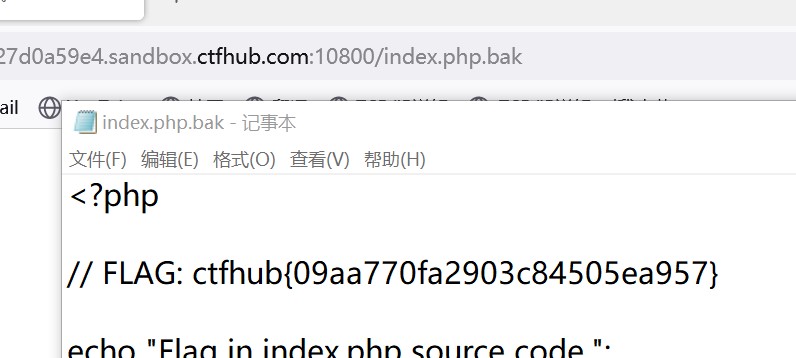 27d0a59e4.sandbox.ctfhub.com:10800/index.php.bak
ail
index.php.bak - 记事本
文件(F) 编辑(E) 格式(O) 查看(V) 帮助(H)
<?php
// FLAG: ctfhub{09aa770fa2903c84505ea957}
echo "Flag in index.php source code.";